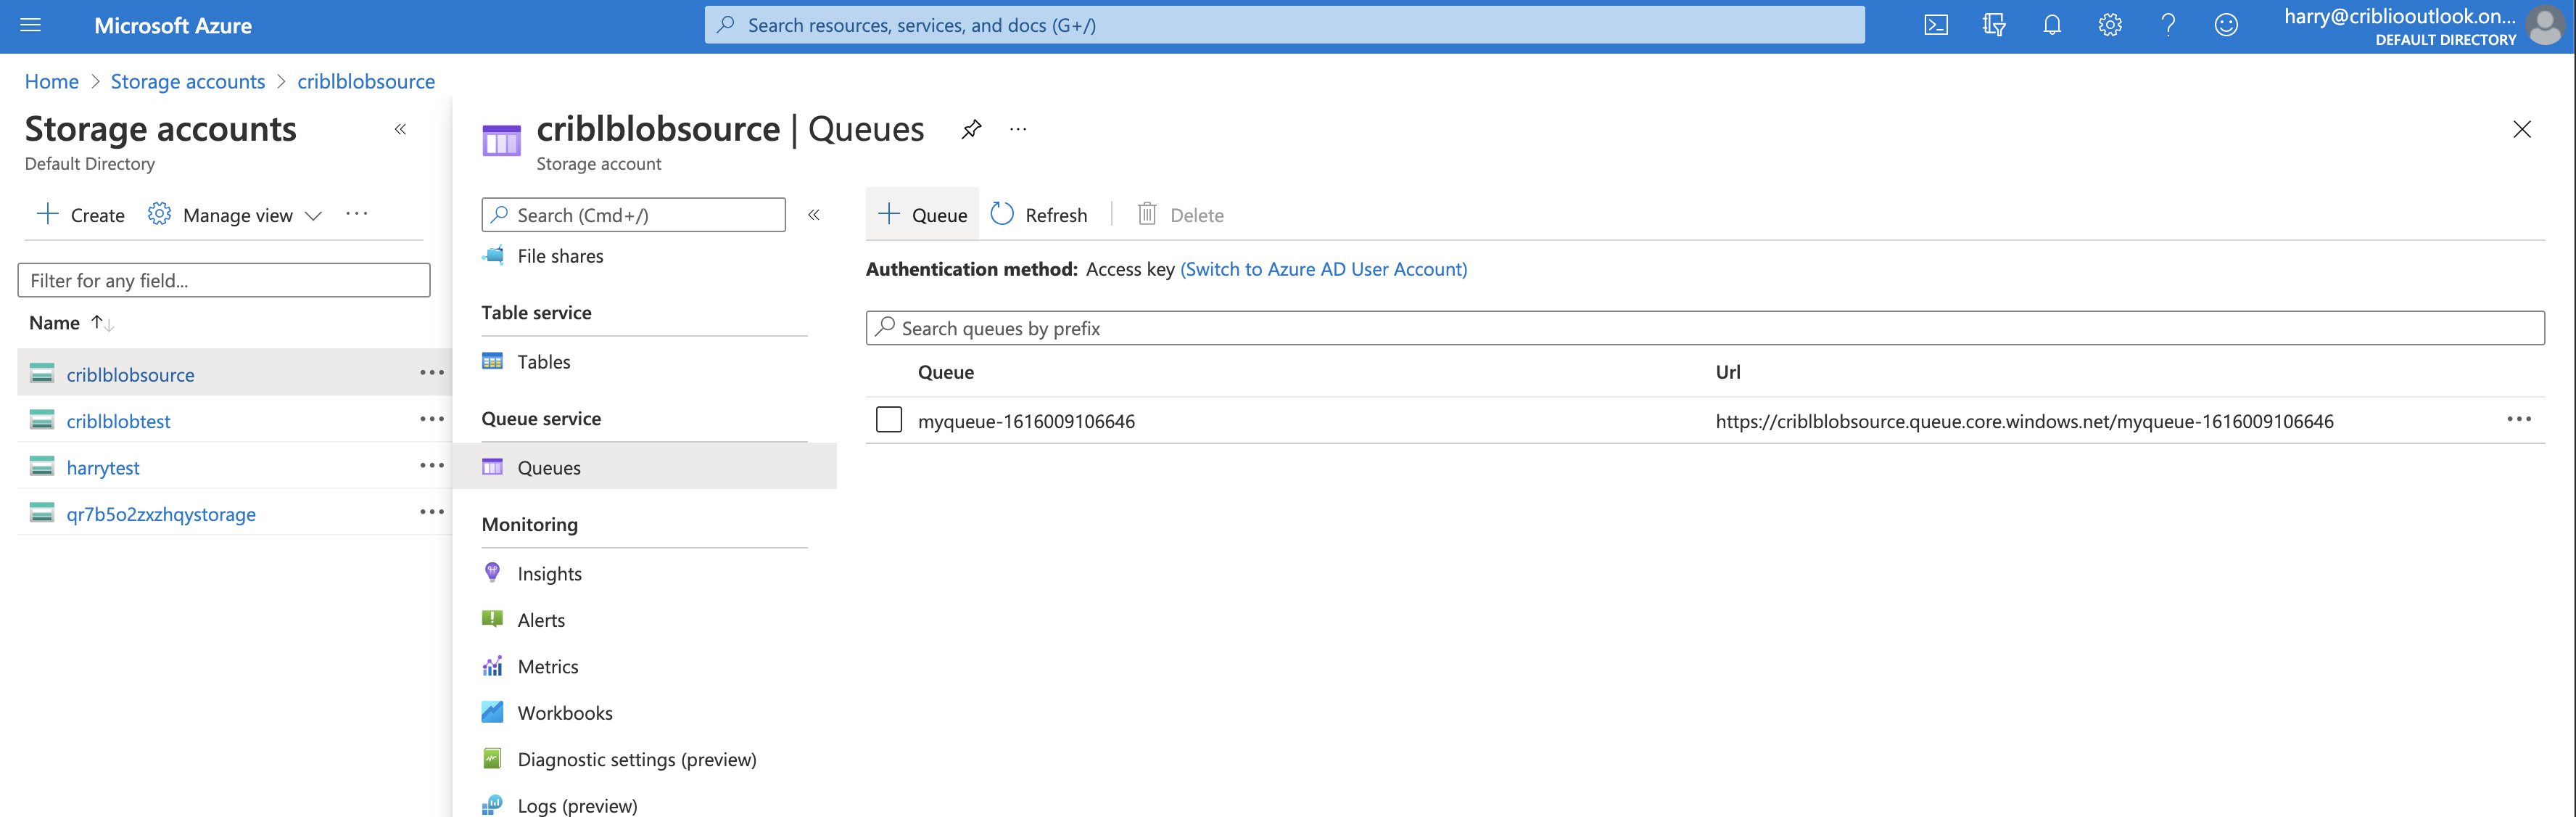 Microsoft Azure
Search resources, services, and docs (G+/)
harry@cribliooutlook.on...
DEFAULT DIRECTORY
Home > Storage accounts > criblblobsource
Storage accounts
Default Directory
Create
Manage view
Filter for any field...
Name
criblblobsource
criblblobtest
harrytest
qr7b5o2zxzhqystorage
criblblobsource | Queues
Storage account
Search (Cmd+/)
File shares
Table service
Tables
Queue service
Queues
Monitoring
Insights
Alerts
Metrics
Workbooks
Diagnostic settings (preview)
Logs (preview)
Queue
Refresh
Delete
Authentication method: Access key (Switch to Azure AD User Account)
Search queues by prefix
Queue Url
myqueue-1616009106646 https://criblblobsource.queue.core.windows.net/myqueue-1616009106646